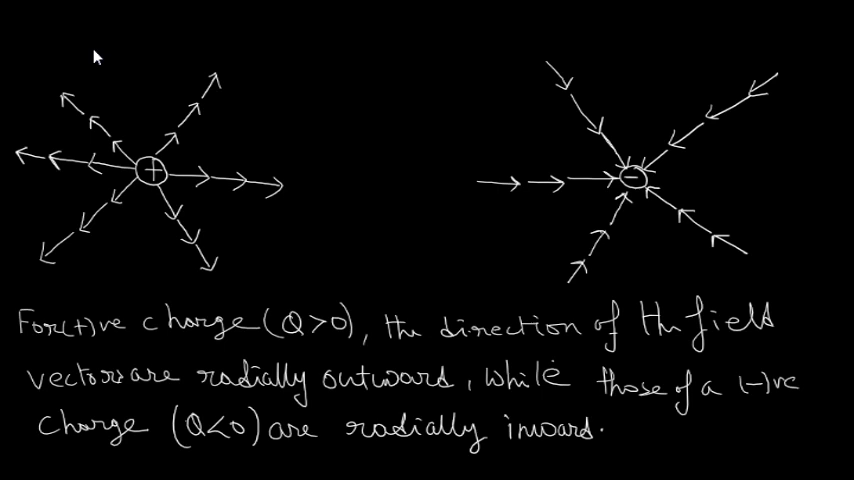 +
-
For(+)ve charge (Q>0), the direction of the field
vectors are radially outward, while those of a (-)ve
charge (Q<0) are radially inward.